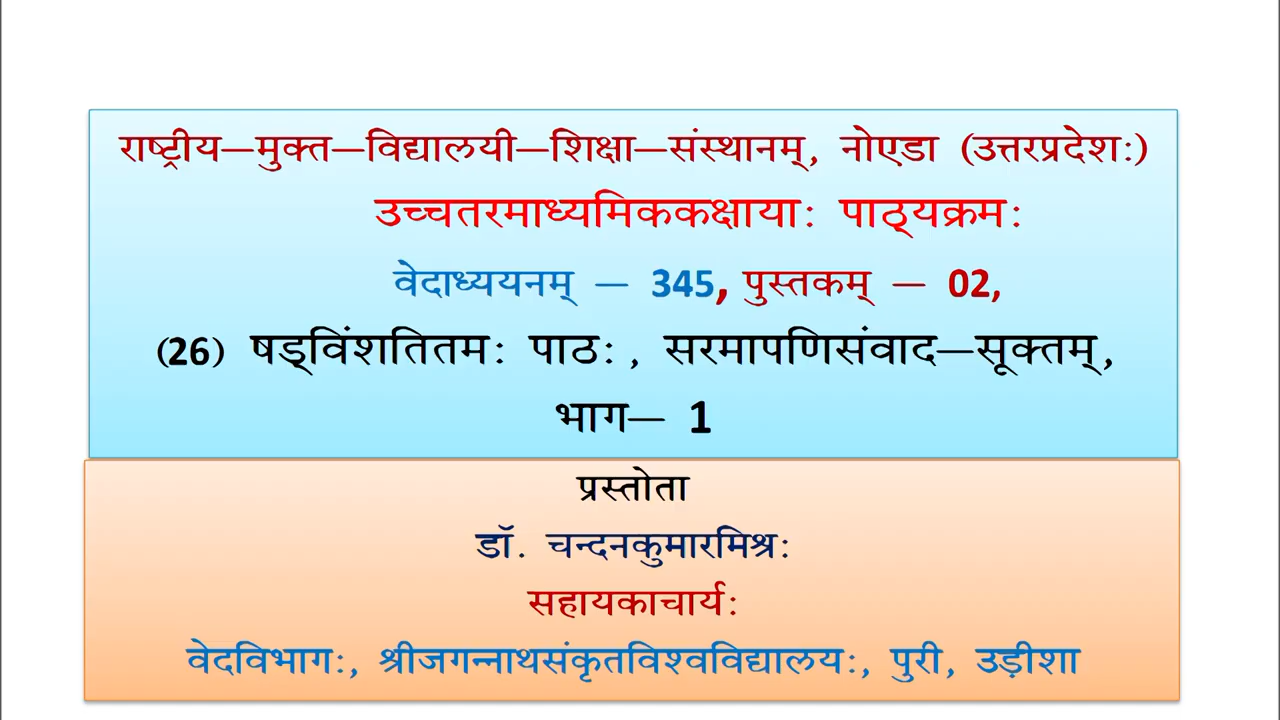 राष्ट्रीय—मुक्त—विद्यालयी—शिक्षा—संस्थानम्, नोएडा (उत्तरप्रदेशः)
उच्चतरमाध्यमिककक्षायाः पाठ्यक्रमः
वेदाध्ययनम् — 345, पुस्तकम् — 02,
(26) षड्विंशतितमः पाठः, सरमापणिसंवाद—सूक्तम्,
भाग— 1
प्रस्तोता
डॉ. चन्दनकुमारमिश्रः
सहायकाचार्यः
वेदविभागः, श्रीजगन्नाथसंकृतविश्वविद्यालयः, पुरी, उड़ीशा